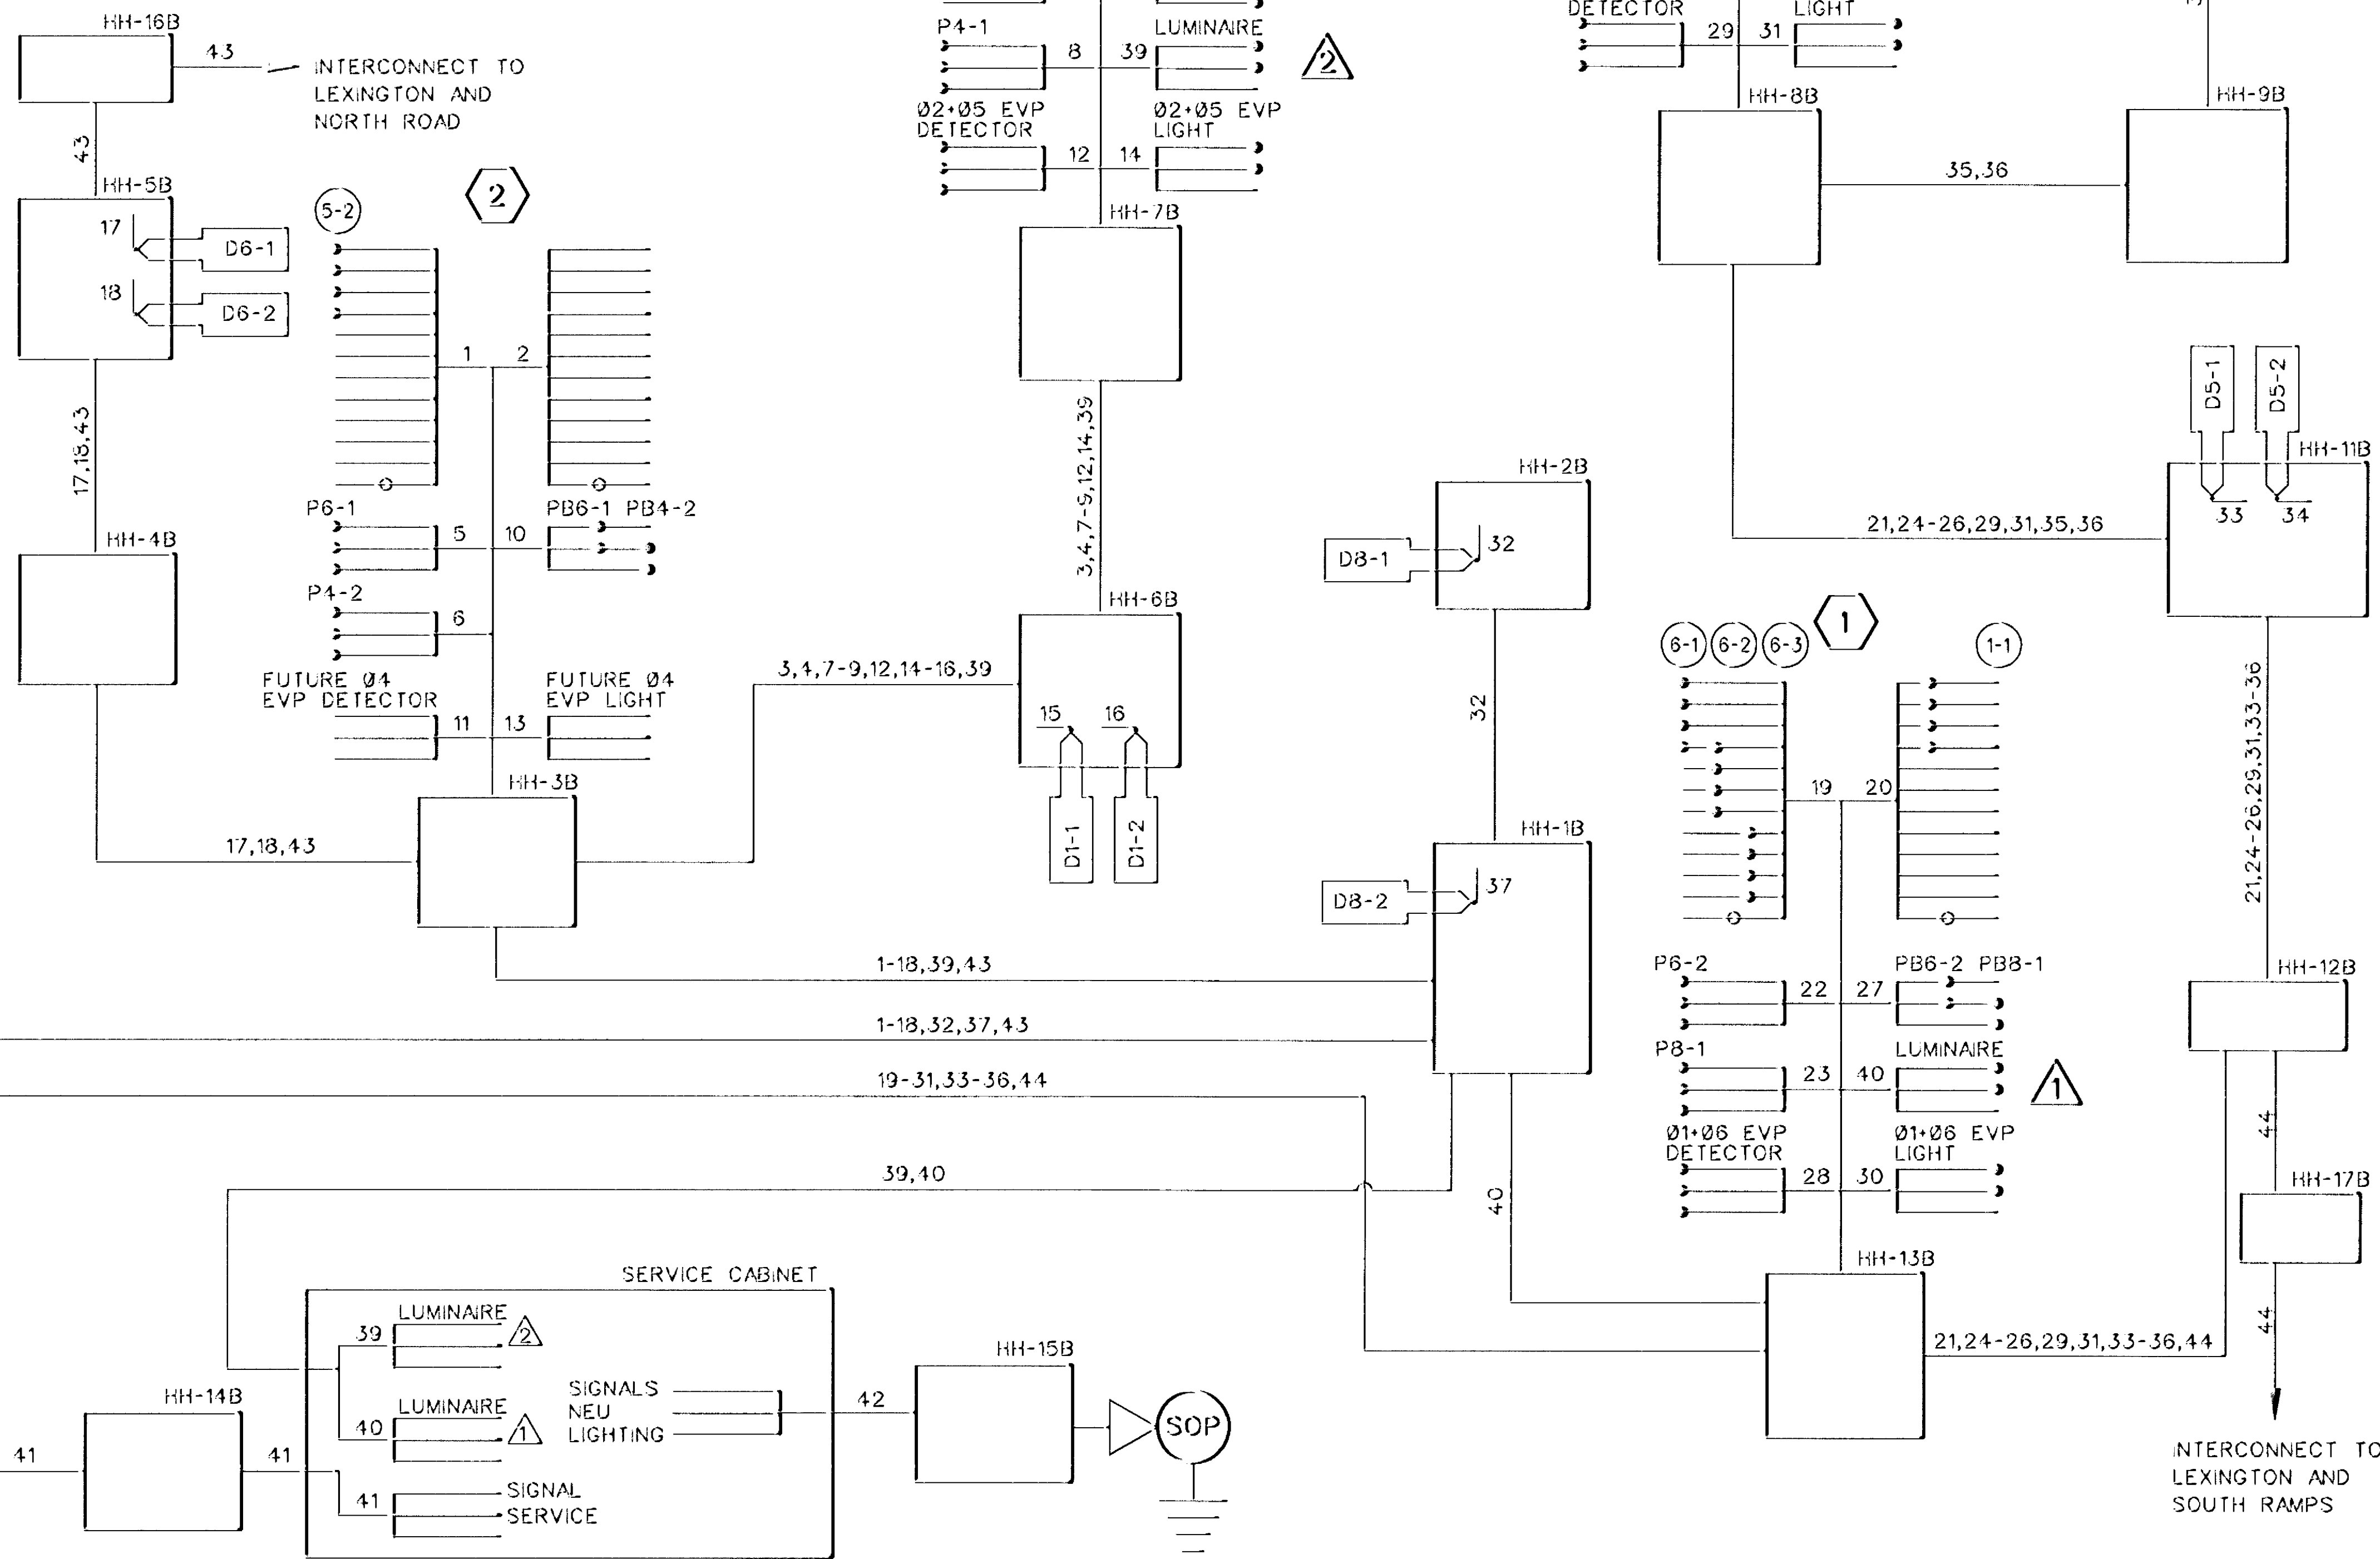 HH-16B
43
INTERCONNECT TO
LEXINGTON AND
NORTH ROAD
43
HH-5B
17
D6-1
18
D6-2
17,18,43
HH-4B
17,18,43
5-2
2
1 2
P6-1
5 10
PB6-1 PB4-2
P4-2
6
FUTURE Ø4
EVP DETECTOR
FUTURE Ø4
EVP LIGHT
11 13
HH-3B
P4-1
8 39
LUMINAIRE
2
Ø2+Ø5 EVP
DETECTOR
Ø2+Ø5 EVP
LIGHT
12 14
HH-7B
3,4,7-9,12,14,39
HH-6B
3,4,7-9,12,14-16,39
15 16
D1-1
D1-2
DETECTOR
LIGHT
29 31
HH-8B
35,36
HH-9B
D5-1
D5-2
HH-11B
33 34
21,24-26,29,31,35,36
HH-2B
D8-1
32
32
HH-1B
D8-2
37
6-1 6-2 6-3
1
1-1
19 20
21,24-26,29,31,33-36
P6-2
22 27
PB6-2 PB8-1
P8-1
23 40
LUMINAIRE
1
Ø1+Ø6 EVP
DETECTOR
Ø1+Ø6 EVP
LIGHT
28 30
HH-12B
44
HH-17B
44
HH-13B
21,24-26,29,31,33-36,44
INTERCONNECT TO
LEXINGTON AND
SOUTH RAMPS
1-18,39,43
1-18,32,37,43
19-31,33-36,44
39,40
40
SERVICE CABINET
LUMINAIRE
39
2
LUMINAIRE
40
1
SIGNALS
NEU
LIGHTING
42
HH-15B
SOP
HH-14B
41
41
41
SIGNAL
SERVICE